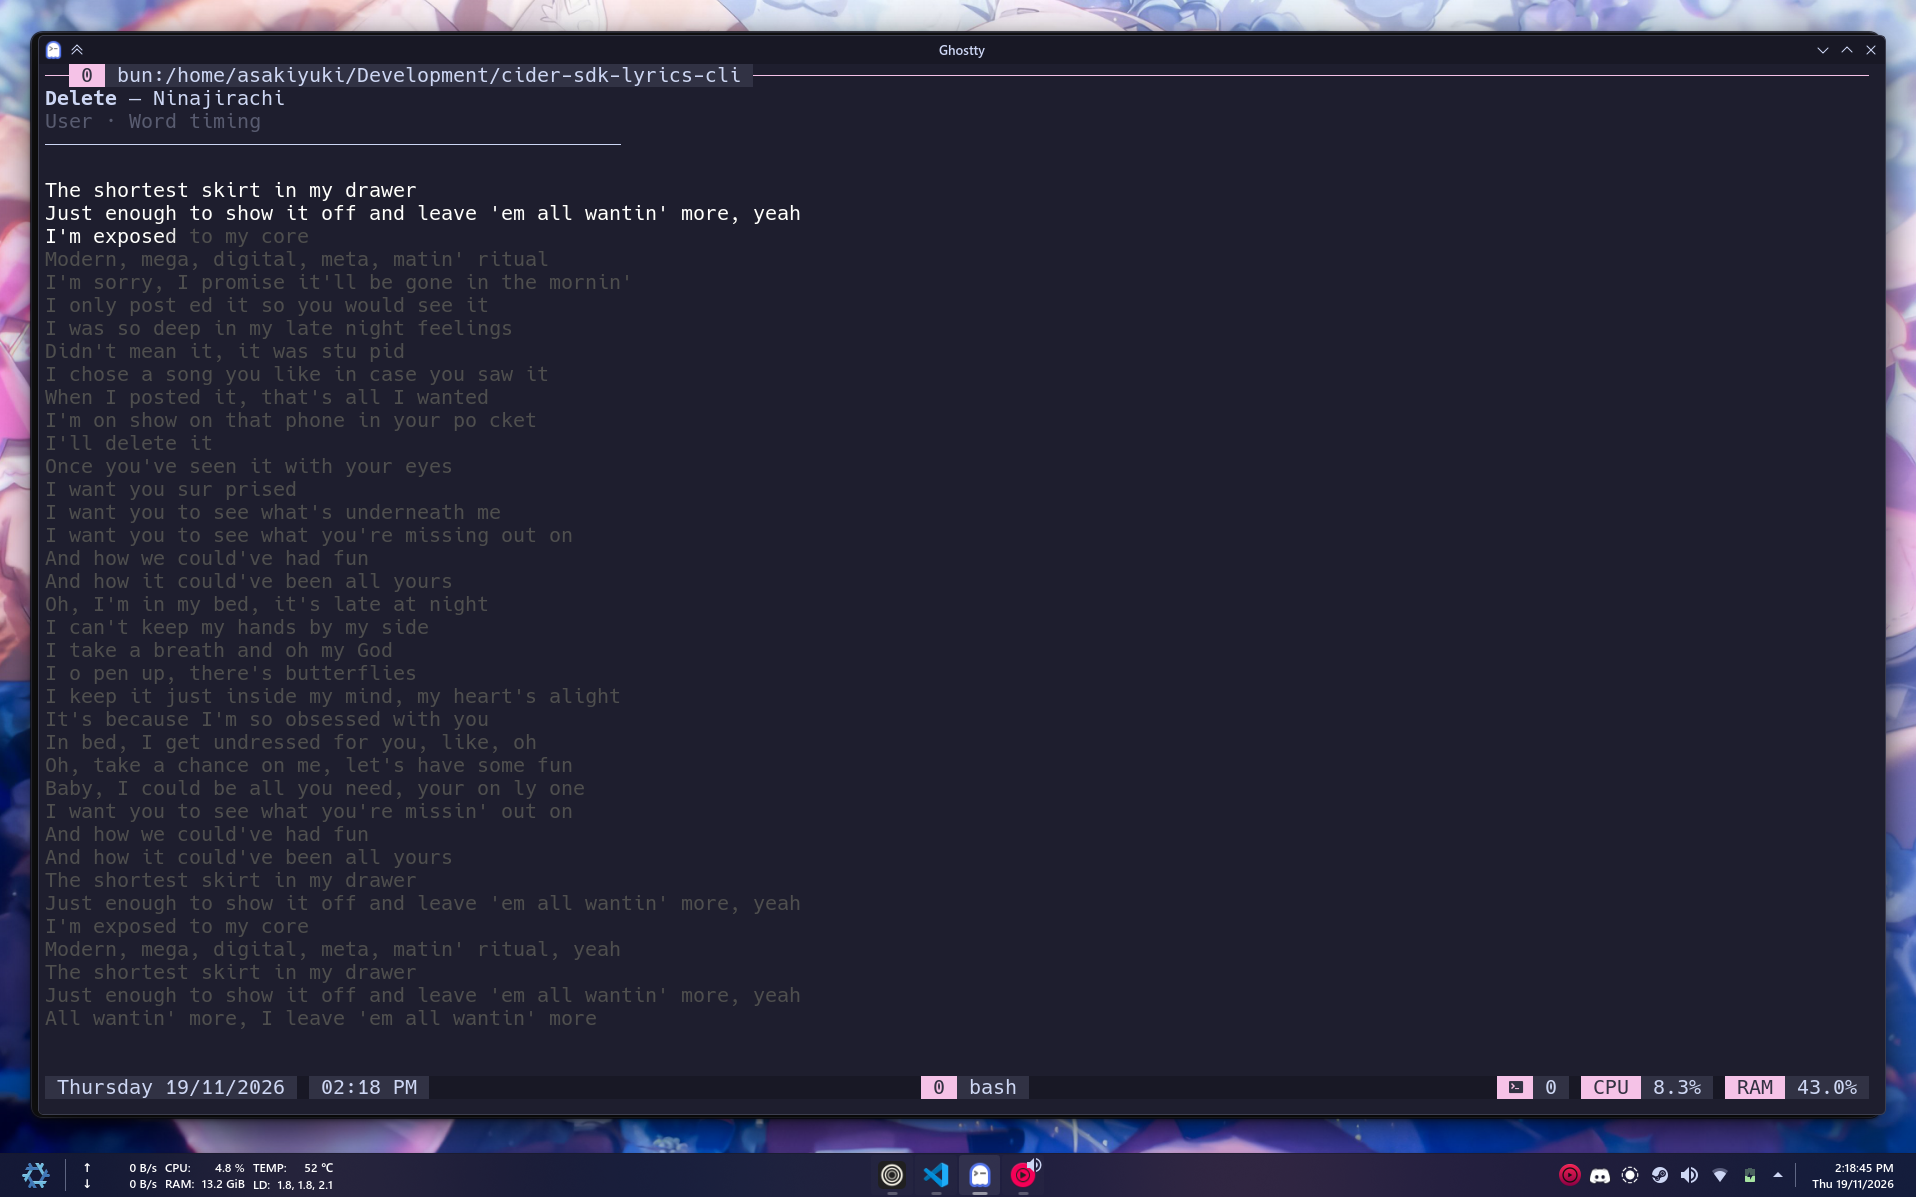 Ghostty
0 bun:/home/asakiyuki/Development/cider-sdk-lyrics-cli
Delete — Ninajirachi
User · Word timing
The shortest skirt in my drawer
Just enough to show it off and leave 'em all wantin' more, yeah
I'm exposed to my core
Modern, mega, digital, meta, matin' ritual
I'm sorry, I promise it'll be gone in the mornin'
I only post ed it so you would see it
I was so deep in my late night feelings
Didn't mean it, it was stu pid
I chose a song you like in case you saw it
When I posted it, that's all I wanted
I'm on show on that phone in your po cket
I'll delete it
Once you've seen it with your eyes
I want you sur prised
I want you to see what's underneath me
I want you to see what you're missing out on
And how we could've had fun
And how it could've been all yours
Oh, I'm in my bed, it's late at night
I can't keep my hands by my side
I take a breath and oh my God
I o pen up, there's butterflies
I keep it just inside my mind, my heart's alight
It's because I'm so obsessed with you
In bed, I get undressed for you, like, oh
Oh, take a chance on me, let's have some fun
Baby, I could be all you need, your on ly one
I want you to see what you're missin' out on
And how we could've had fun
And how it could've been all yours
The shortest skirt in my drawer
Just enough to show it off and leave 'em all wantin' more, yeah
I'm exposed to my core
Modern, mega, digital, meta, matin' ritual, yeah
The shortest skirt in my drawer
Just enough to show it off and leave 'em all wantin' more, yeah
All wantin' more, I leave 'em all wantin' more
Thursday 19/11/2026 02:18 PM 0 bash 0 CPU 8.3% RAM 43.0%
↑ 0 B/s CPU: 4.8 % TEMP: 52 °C 2:18:45 PM
↓ 0 B/s RAM: 13.2 GiB LD: 1.8, 1.8, 2.1 Thu 19/11/2026